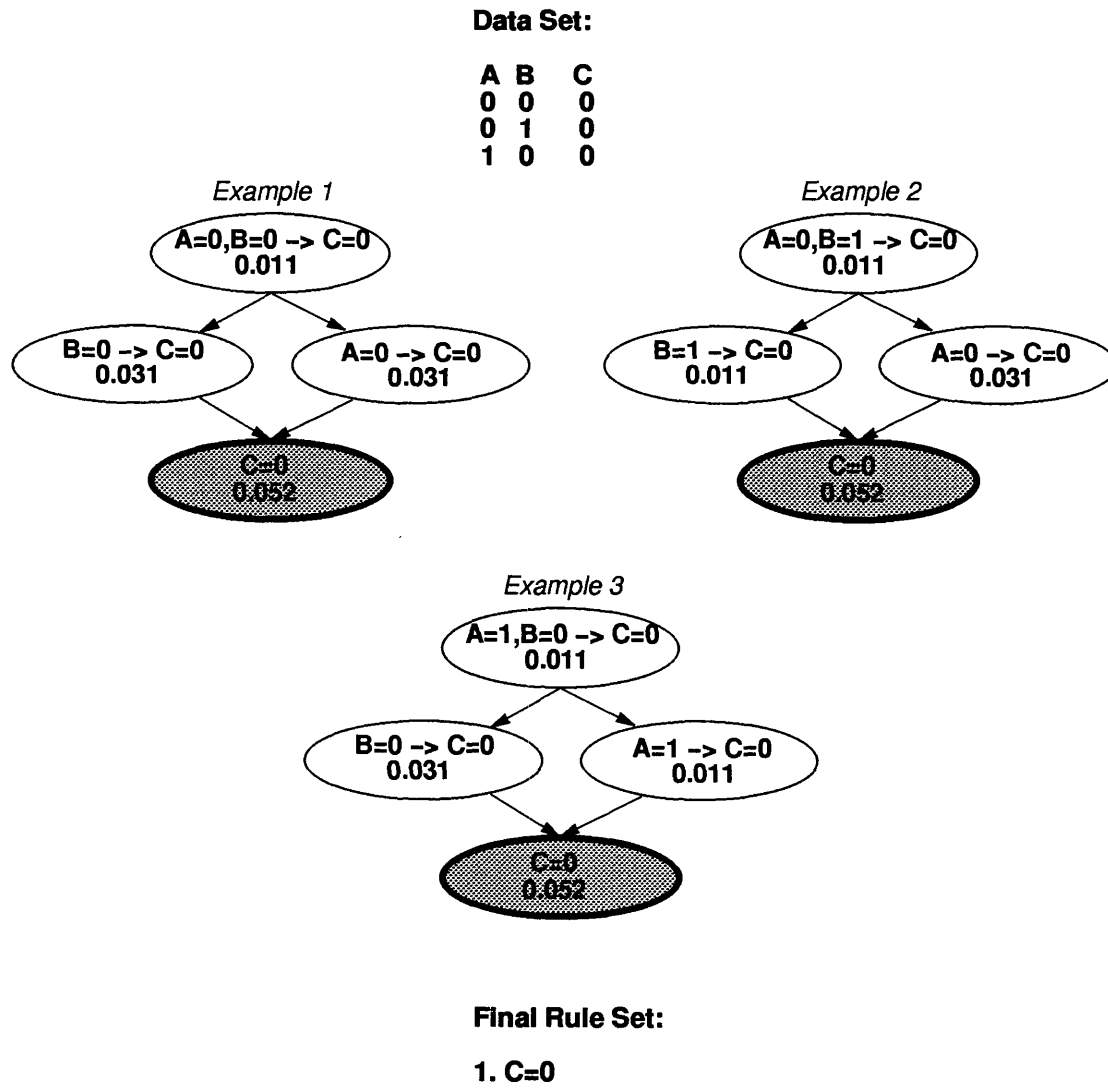 Data Set:
A B C
0 0 0
0 1 0
1 0 0
Example 1
A=0,B=0 -> C=0
0.011
B=0 -> C=0
0.031
A=0 -> C=0
0.031
C=0
0.052
Example 2
A=0,B=1 -> C=0
0.011
B=1 -> C=0
0.011
A=0 -> C=0
0.031
C=0
0.052
Example 3
A=1,B=0 -> C=0
0.011
B=0 -> C=0
0.031
A=1 -> C=0
0.011
C=0
0.052
Final Rule Set:
1. C=0